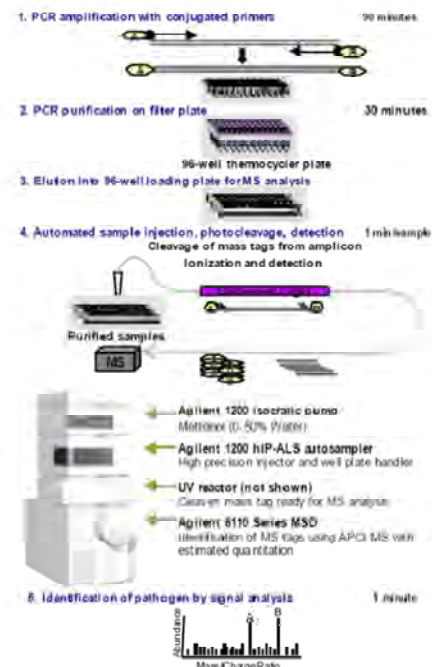 1. PCR amplification with conjugated primers 90 minutes
A
B
A B
2. PCR purification on filter plate 30 minutes
96-well thermocycler plate
3. Elution into 96-well loading plate for MS analysis
4. Automated sample injection, photocleavage, detection 1 min/sample
Cleavage of mass tags from amplicon
Ionization and detection
Purified samples
MS
Agilent 1200 isocratic pump
Methanol (0- 50% Water)
Agilent 1200 hiP-ALS autosampler
High precision injector and well plate handler
UV reactor (not shown)
Cleaves mass tag ready for MS analysis
Agilent 6110 Series MSD
Identification of MS tags using APCI MS with
estimated quantitation
5. Identification of pathogen by signal analysis 1 minute
A B
Abundance
Mass/Charge Ratio